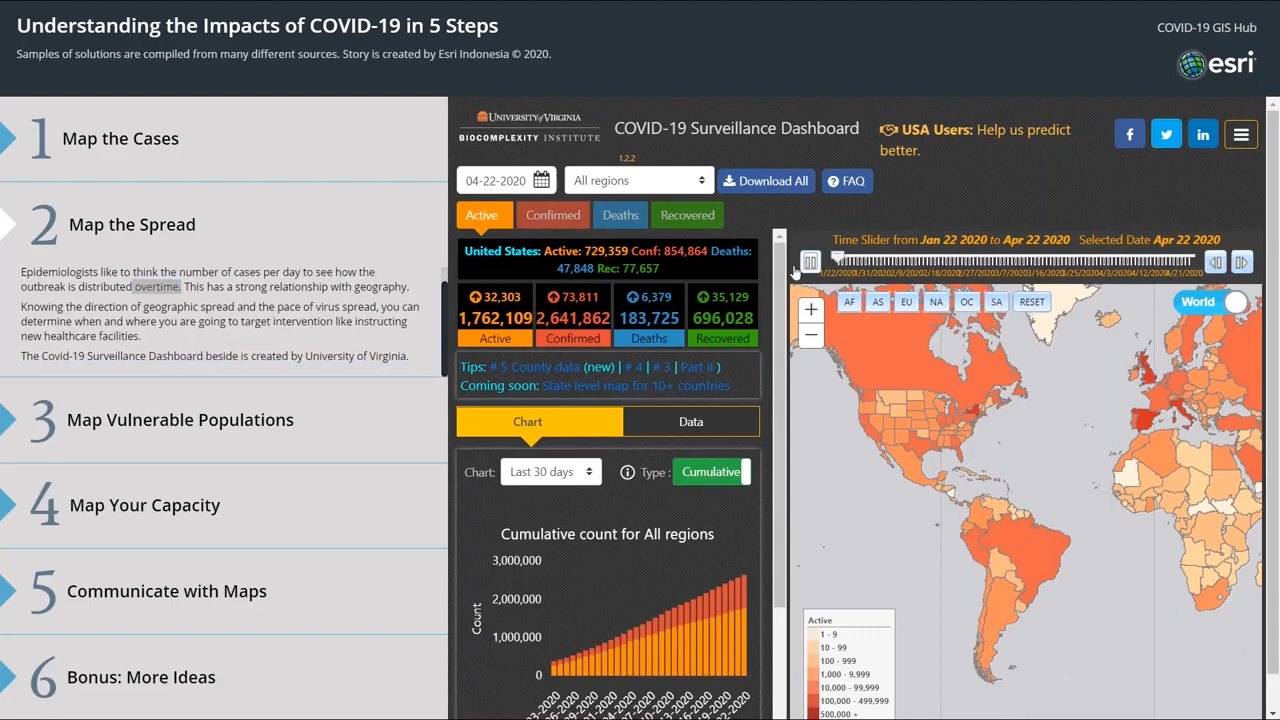 Understanding the Impacts of COVID-19 in 5 Steps
Samples of solutions are compiled from many different sources. Story is created by Esri Indonesia © 2020.
COVID-19 GIS Hub
esri
1 Map the Cases
2 Map the Spread
Epidemiologists like to think the number of cases per day to see how the
outbreak is distributed overtime. This has a strong relationship with geography.
Knowing the direction of geographic spread and the pace of virus spread, you can
determine when and where you are going to target intervention like instructing
new healthcare facilities.
The Covid-19 Surveillance Dashboard beside is created by University of Virginia.
3 Map Vulnerable Populations
4 Map Your Capacity
5 Communicate with Maps
6 Bonus: More Ideas
UNIVERSITY of VIRGINIA
BIOCOMPLEXITY INSTITUTE
COVID-19 Surveillance Dashboard
1.2.2
USA Users: Help us predict
better.
04-22-2020
All regions
Download All
FAQ
Active
Confirmed
Deaths
Recovered
United States: Active: 729,359 Conf: 854,864 Deaths:
47,848 Rec: 77,657
32,303
73,811
6,379
35,129
1,762,109
2,641,862
183,725
696,028
Active
Confirmed
Deaths
Recovered
Tips: # 5 County data (new) | # 4 | # 3 | Part II )
Coming soon: State level map for 10+ countries
Chart
Data
Chart: Last 30 days
Type : Cumulative
Cumulative count for All regions
3,000,000
2,000,000
1,000,000
0
Count
Time Slider from Jan 22 2020 to Apr 22 2020 Selected Date Apr 22 2020
AF AS EU NA OC SA RESET
World
+
−
Active
1 - 9
10 - 99
100 - 999
1,000 - 9,999
10,000 - 99,999
100,000 - 499,999
500,000 +